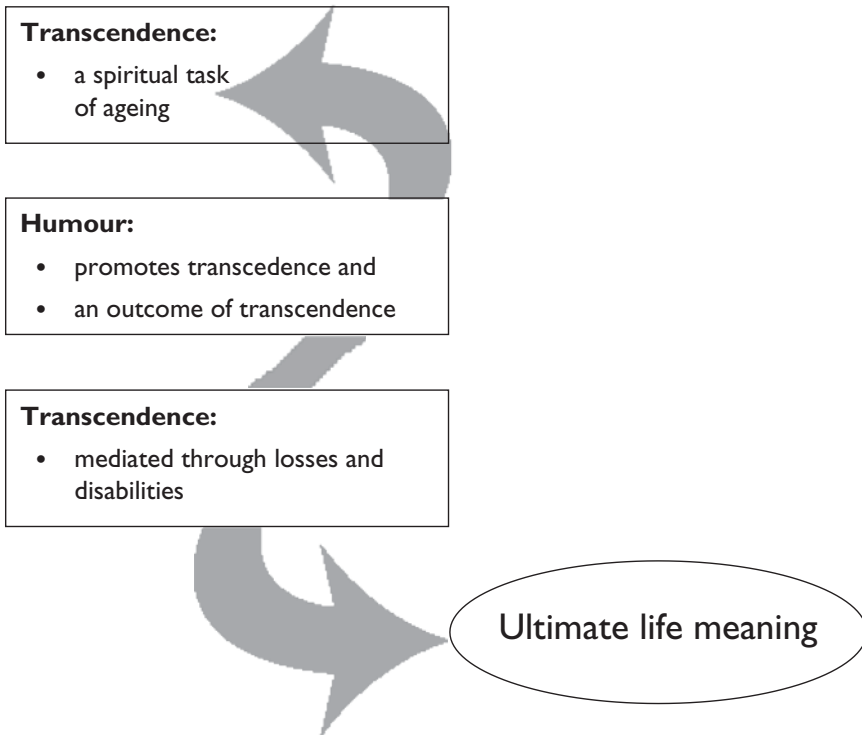 Transcendence:
• a spiritual task
of ageing
Humour:
• promotes transcedence and
• an outcome of transcendence
Transcendence:
• mediated through losses and
disabilities
Ultimate life meaning